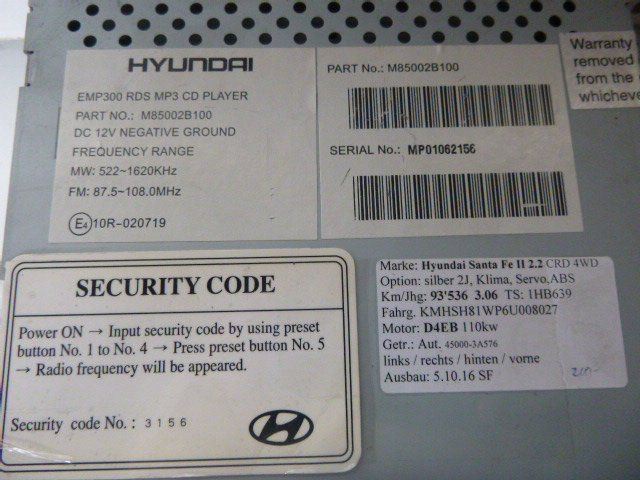 HYUNDAI
EMP300 RDS MP3 CD PLAYER
PART NO.: M85002B100
DC 12V NEGATIVE GROUND
FREQUENCY RANGE
MW: 522~1620KHz
FM: 87.5~108.0MHz
E4 10R-020719
PART No.: M85002B100
SERIAL No.: MP01062156
Warranty
removed
from the
whicheve
SECURITY CODE
Power ON → Input security code by using preset
button No. 1 to No. 4 → Press preset button No. 5
→ Radio frequency will be appeared.
Security code No. : 3156
Marke: Hyundai Santa Fe II 2.2 CRD 4WD
Option: silber 2J, Klima, Servo,ABS
Km/Jhg: 93'536 3.06 TS: 1HB639
Fahrg. KMHSH81WP6U008027
Motor: D4EB 110kw
Getr.: Aut. 45000-3A576
links / rechts / hinten / vorne
Ausbau: 5.10.16 SF